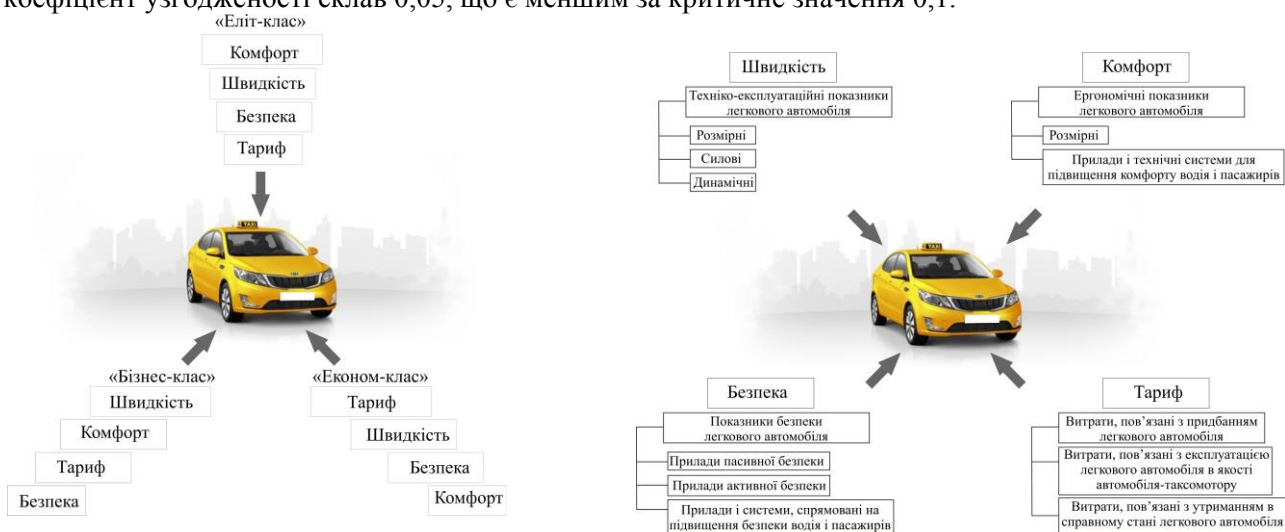 коефіцієнт узгодженості склав 0,05, що є меншим за критичне значення 0,1.
«Еліт-клас»
Комфорт
Швидкість
Безпека
Тариф
TAXI
«Бізнес-клас»
Швидкість
Комфорт
Тариф
Безпека
«Економ-клас»
Тариф
Швидкість
Безпека
Комфорт
Швидкість
Техніко-експлуатаційні показники
легкового автомобіля
Розмірні
Силові
Динамічні
Комфорт
Ергономічні показники
легкового автомобіля
Розмірні
Прилади і технічні системи для
підвищення комфорту водія і пасажирів
TAXI
Безпека
Показники безпеки
легкового автомобіля
Прилади пасивної безпеки
Прилади активної безпеки
Прилади і системи, спрямовані на
підвищення безпеки водія і пасажирів
Тариф
Витрати, пов’язані з придбанням
легкового автомобіля
Витрати, пов’язані з експлуатацією
легкового автомобіля в якості
автомобіля-таксомотору
Витрати, пов’язані з утриманням в
справному стані легкового автомобіля